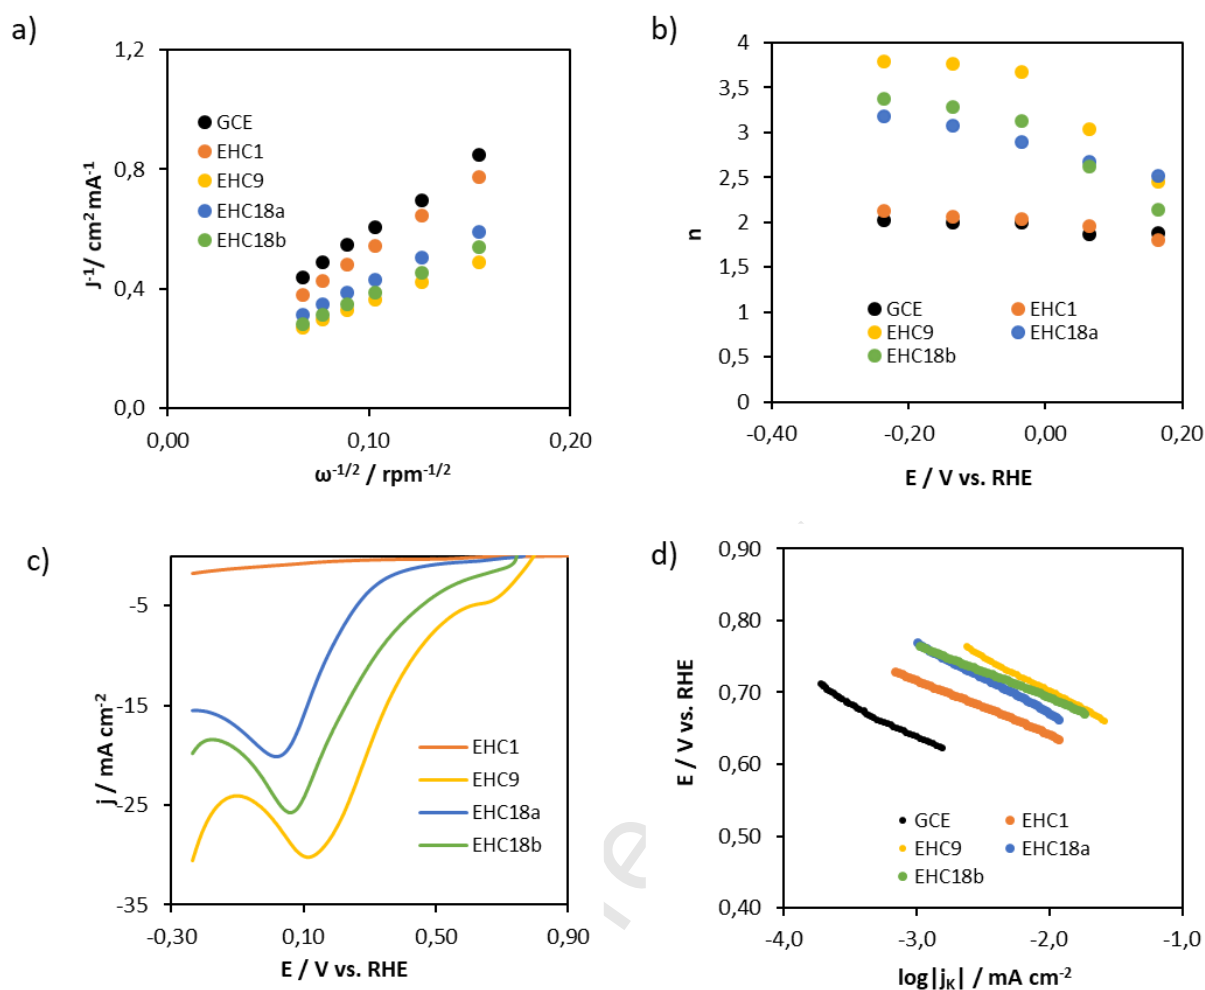 a)
1,2
0,8
0,4
0,0
J⁻¹/ cm² mA⁻¹
GCE
EHC1
EHC9
EHC18a
EHC18b
0,00
0,10
0,20
ω⁻¹/² / rpm⁻¹/²
b)
4
3,5
3
2,5
2
1,5
1
0,5
0
n
GCE
EHC1
EHC9
EHC18a
EHC18b
-0,40
-0,20
0,00
0,20
E / V vs. RHE
c)
-5
-15
-25
-35
j / mA cm⁻²
EHC1
EHC9
EHC18a
EHC18b
-0,30
0,10
0,50
0,90
E / V vs. RHE
d)
0,90
0,80
0,70
0,60
0,50
0,40
E / V vs. RHE
GCE
EHC1
EHC9
EHC18a
EHC18b
-4,0
-3,0
-2,0
-1,0
log|jₖ| / mA cm⁻²